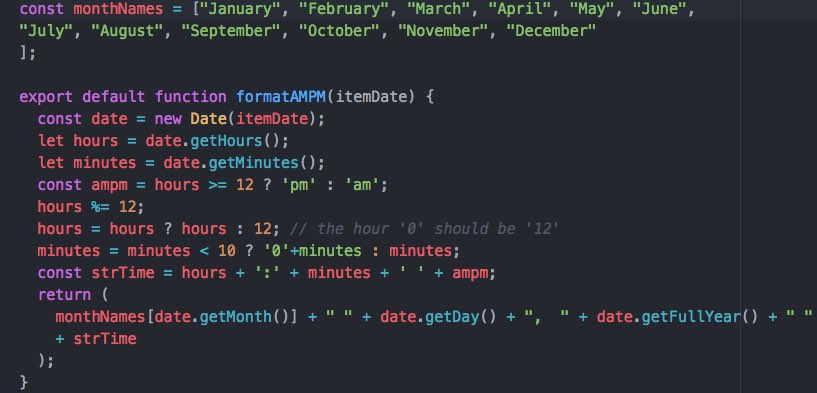 const monthNames = ["January", "February", "March", "April", "May", "June",
"July", "August", "September", "October", "November", "December"
];

export default function formatAMPM(itemDate) {
  const date = new Date(itemDate);
  let hours = date.getHours();
  let minutes = date.getMinutes();
  const ampm = hours >= 12 ? 'pm' : 'am';
  hours %= 12;
  hours = hours ? hours : 12; // the hour '0' should be '12'
  minutes = minutes < 10 ? '0'+minutes : minutes;
  const strTime = hours + ':' + minutes + ' ' + ampm;
  return (
    monthNames[date.getMonth()] + " " + date.getDay() + ",  " + date.getFullYear() + " "
    + strTime
  );
}